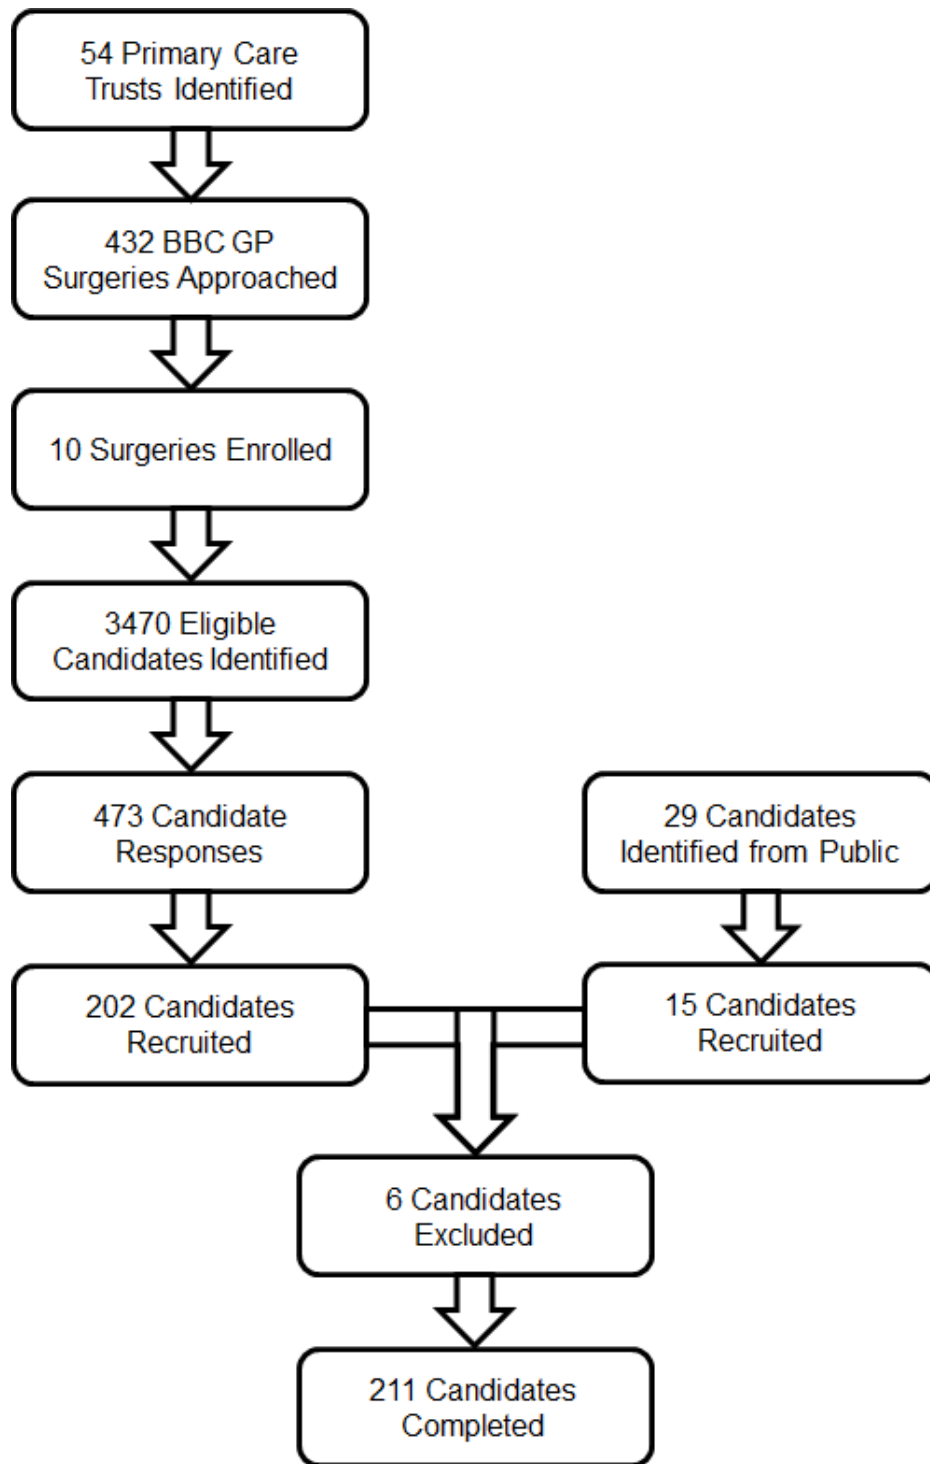 54 Primary Care
Trusts Identified
432 BBC GP
Surgeries Approached
10 Surgeries Enrolled
3470 Eligible
Candidates Identified
473 Candidate
Responses
29 Candidates
Identified from Public
202 Candidates
Recruited
15 Candidates
Recruited
6 Candidates
Excluded
211 Candidates
Completed